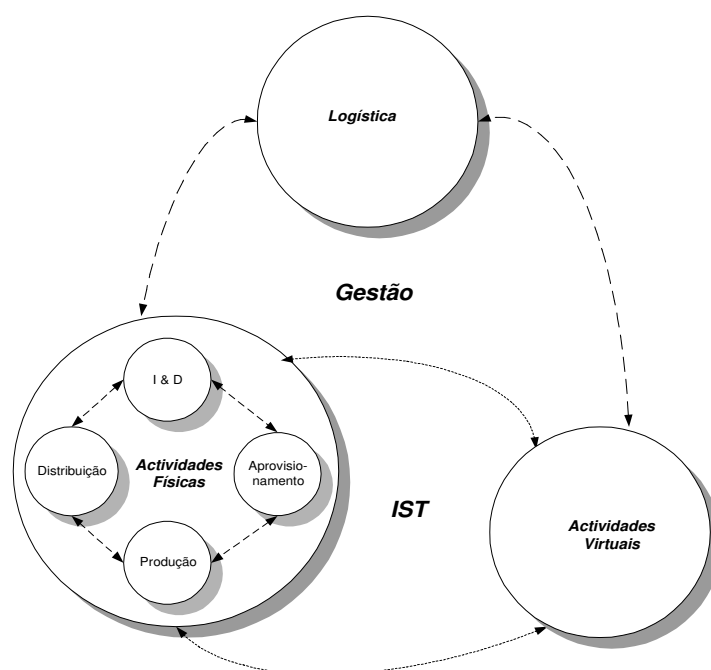 Logística
Gestão
I & D
Distribuição
Actividades
Físicas
Aprovisio-
namento
Produção
IST
Actividades
Virtuais